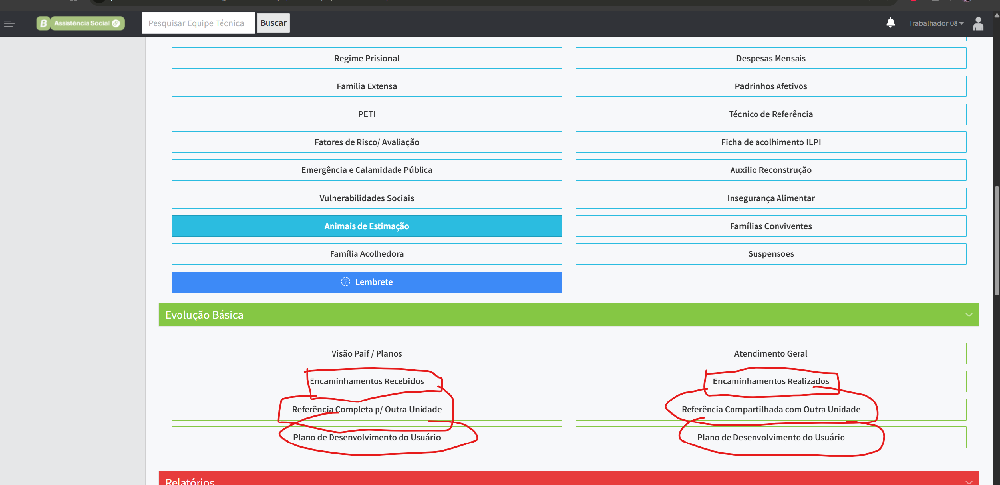 B Assistência Social
Pesquisar Equipe Técnica Buscar
Trabalhador 08
Regime Prisional Despesas Mensais
Familia Extensa Padrinhos Afetivos
PETI Técnico de Referência
Fatores de Risco/ Avaliação Ficha de acolhimento ILPI
Emergência e Calamidade Pública Auxilio Reconstrução
Vulnerabilidades Sociais Insegurança Alimentar
Animais de Estimação Famílias Conviventes
Família Acolhedora Suspensoes
Lembrete
Evolução Básica
Visão Paif / Planos Atendimento Geral
Encaminhamentos Recebidos Encaminhamentos Realizados
Referência Completa p/ Outra Unidade Referência Compartilhada com Outra Unidade
Plano de Desenvolvimento do Usuário Plano de Desenvolvimento do Usuário
Relatórios